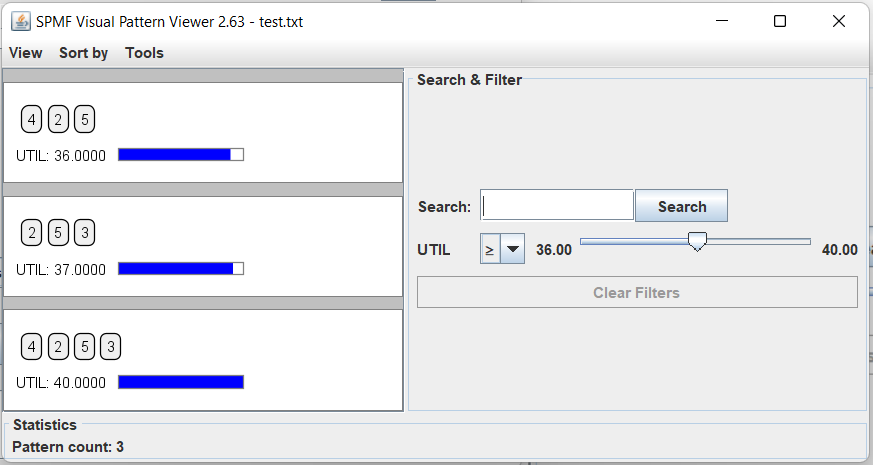 SPMF Visual Pattern Viewer 2.63 - test.txt
View Sort by Tools
4 2 5
UTIL: 36.0000
2 5 3
UTIL: 37.0000
4 2 5 3
UTIL: 40.0000
Search & Filter
Search: Search
UTIL ≥ 36.00 40.00
Clear Filters
Statistics
Pattern count: 3